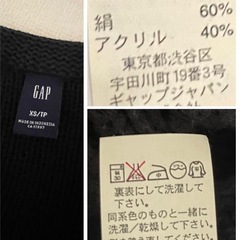 GAP
XS/TP
MADE IN INDONESIA
絹 60%
アクリル 40%
東京都渋谷区
宇田川町19番3号
ギャップジャパン
裏表にして洗濯して
下さい。
同系色のものと一緒に
洗濯/乾燥して下さ
い。